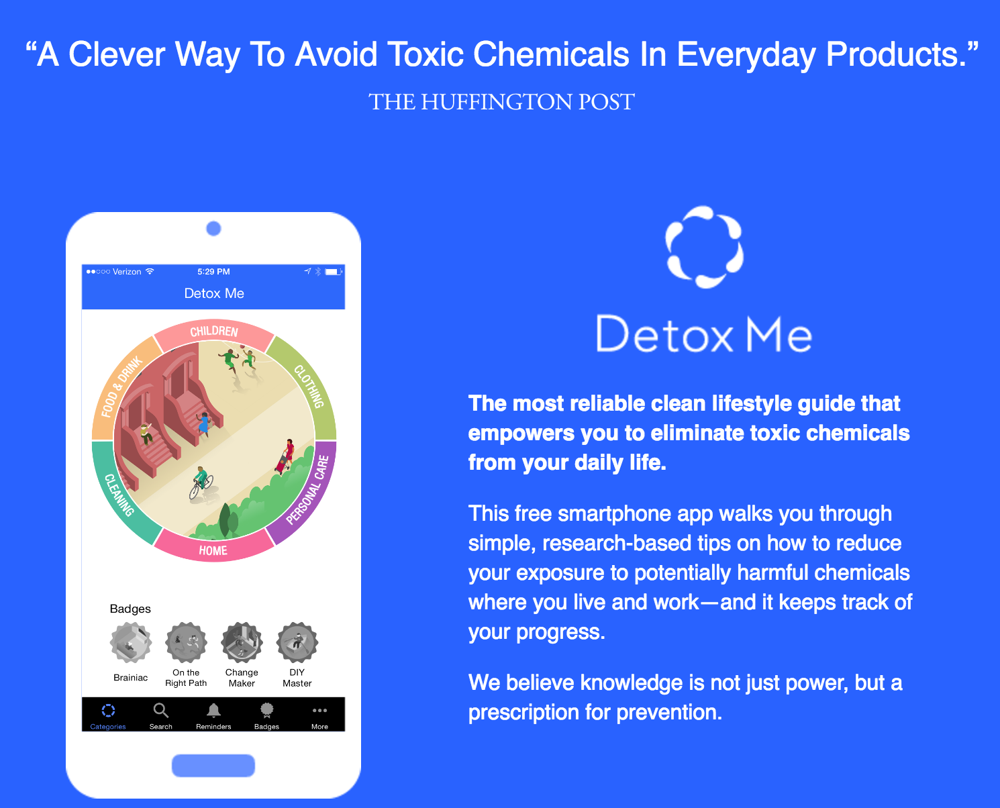 “A Clever Way To Avoid Toxic Chemicals In Everyday Products.”
THE HUFFINGTON POST
Verizon
5:29 PM
Detox Me
CHILDREN
CLOTHING
PERSONAL CARE
HOME
CLEANING
FOOD & DRINK
Badges
Brainiac
On the
Right Path
Change
Maker
DIY
Master
Categories
Search
Reminders
Badges
More
Detox Me
The most reliable clean lifestyle guide that
empowers you to eliminate toxic chemicals
from your daily life.
This free smartphone app walks you through
simple, research-based tips on how to reduce
your exposure to potentially harmful chemicals
where you live and work—and it keeps track of
your progress.
We believe knowledge is not just power, but a
prescription for prevention.